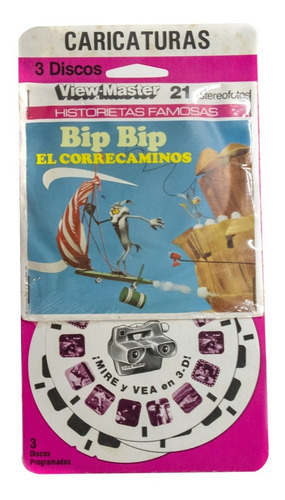 CARICATURAS
3 Discos
View-Master 21 Stereofotos
HISTORIETAS FAMOSAS
Bip Bip
EL CORRECAMINOS
¡MIRE y VEA en 3-D!
3
Discos
Programados